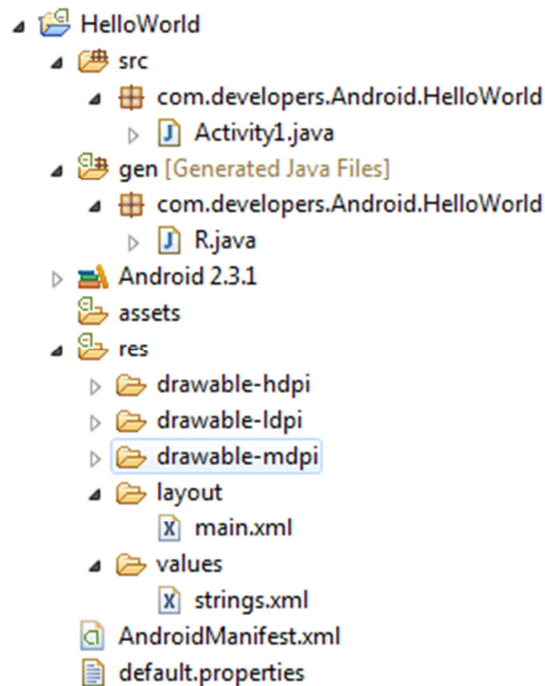 HelloWorld
src
com.developers.Android.HelloWorld
Activity1.java
gen [Generated Java Files]
com.developers.Android.HelloWorld
R.java
Android 2.3.1
assets
res
drawable-hdpi
drawable-ldpi
drawable-mdpi
layout
main.xml
values
strings.xml
AndroidManifest.xml
default.properties